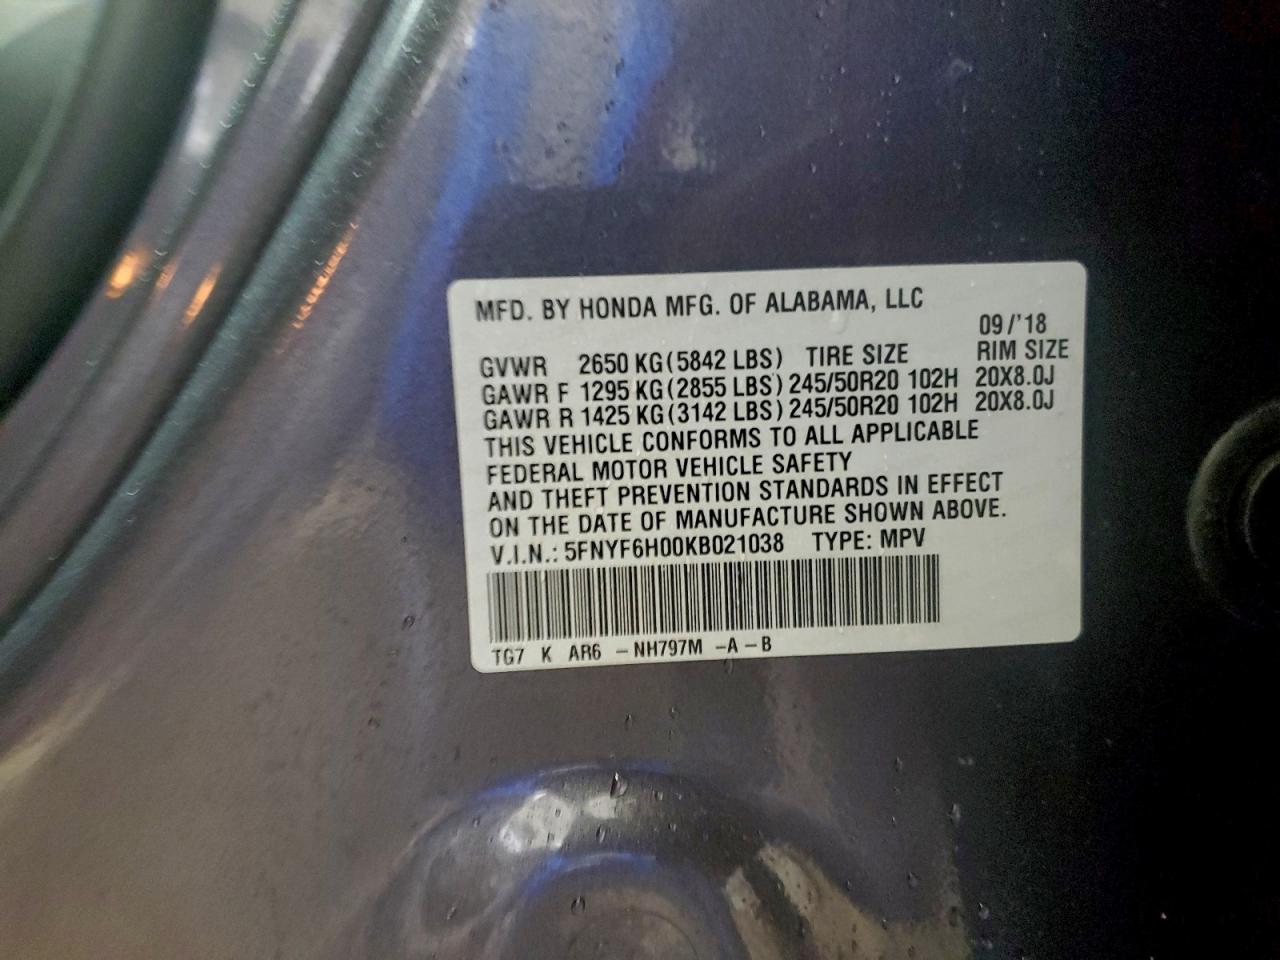 MFD. BY HONDA MFG. OF ALABAMA, LLC
09/'18
GVWR 2650 KG (5842 LBS) TIRE SIZE RIM SIZE
GAWR F 1295 KG (2855 LBS) 245/50R20 102H 20X8.0J
GAWR R 1425 KG (3142 LBS) 245/50R20 102H 20X8.0J
THIS VEHICLE CONFORMS TO ALL APPLICABLE
FEDERAL MOTOR VEHICLE SAFETY
AND THEFT PREVENTION STANDARDS IN EFFECT
ON THE DATE OF MANUFACTURE SHOWN ABOVE.
V.I.N.: 5FNYF6H00KB021038 TYPE: MPV
TG7 K AR6 -NH797M -A-B